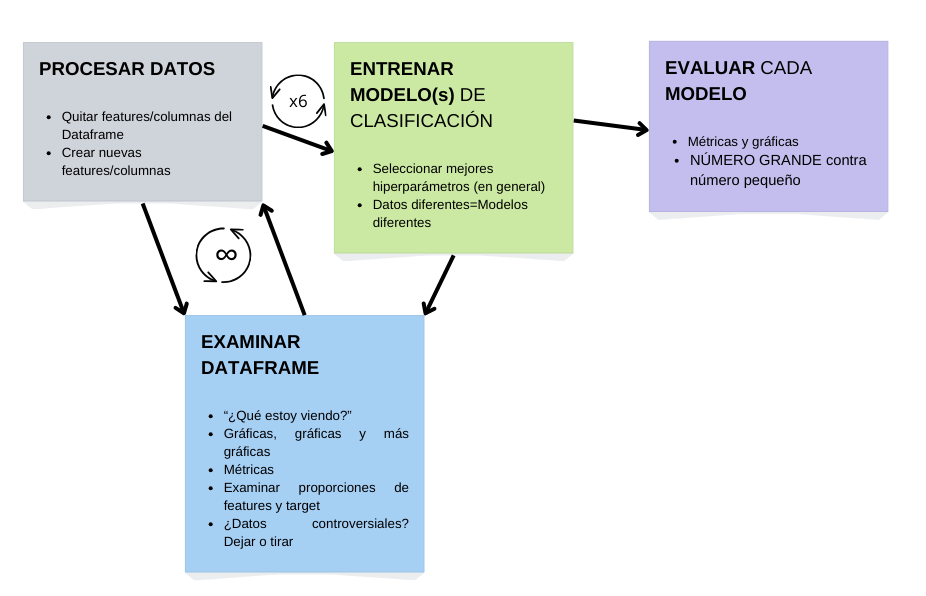 PROCESAR DATOS
• Quitar features/columnas del
Dataframe
• Crear nuevas
features/columnas
x6
ENTRENAR
MODELO(s) DE
CLASIFICACIÓN
• Seleccionar mejores
hiperparámetros (en general)
• Datos diferentes=Modelos
diferentes
EVALUAR CADA
MODELO
• Métricas y gráficas
• NÚMERO GRANDE contra
número pequeño
∞
EXAMINAR
DATAFRAME
• “¿Qué estoy viendo?”
• Gráficas, gráficas y más
gráficas
• Métricas
• Examinar proporciones de
features y target
• ¿Datos controversiales?
Dejar o tirar